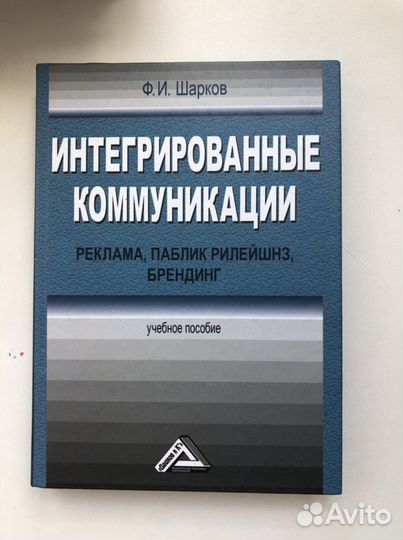 Ф.И. Шарков
ИНТЕГРИРОВАННЫЕ
КОММУНИКАЦИИ
РЕКЛАМА, ПАБЛИК РИЛЕЙШНЗ,
БРЕНДИНГ
учебное пособие
Avito